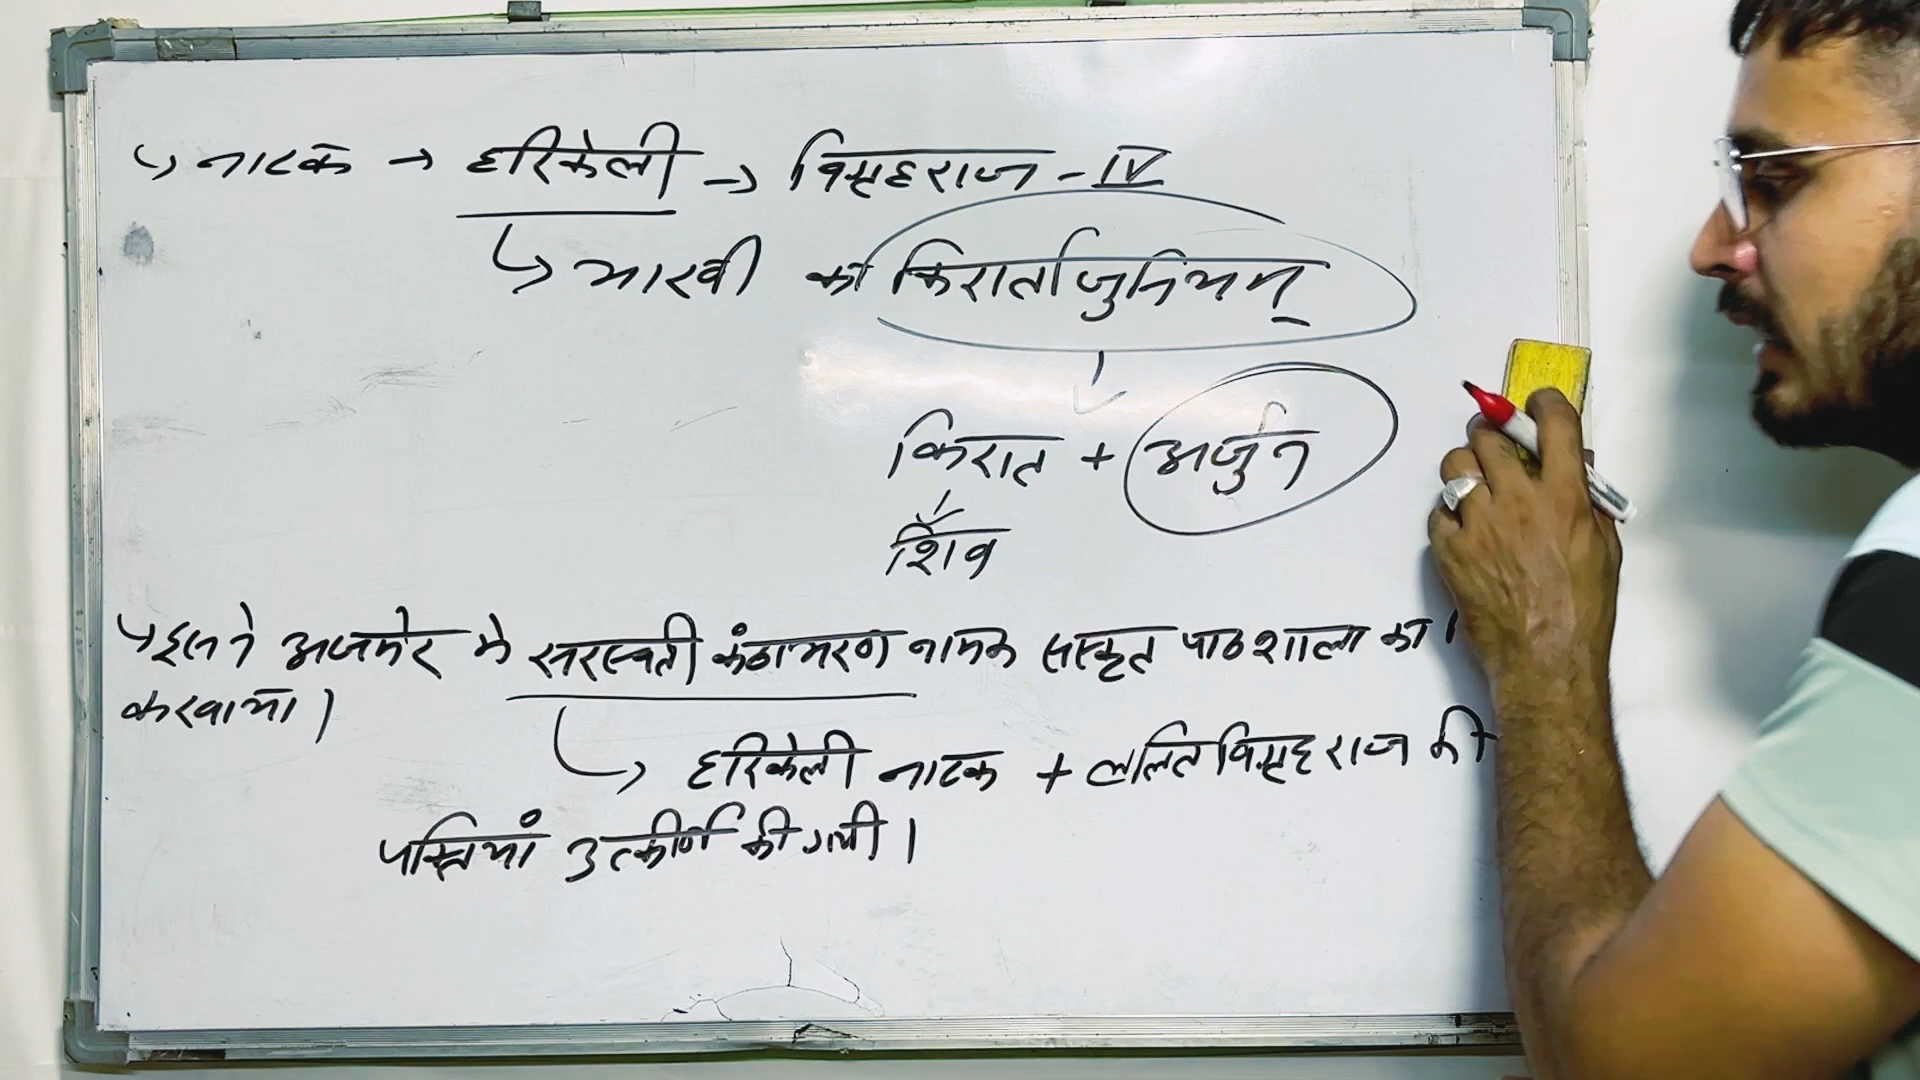 ↳ नाटक → हरिकेली → विग्रहराज - IV
↳ भारवी का किरातार्जुनियम्
किरात + अर्जुन
शिव
↳ इसने अजमेर मे सरस्वती कंठाभरण नामक संस्कृत पाठशाला का
करवाया।
↳ हरिकेली नाटक + ललित विग्रहराज की
पंक्तियां उत्कीर्ण की गयी।